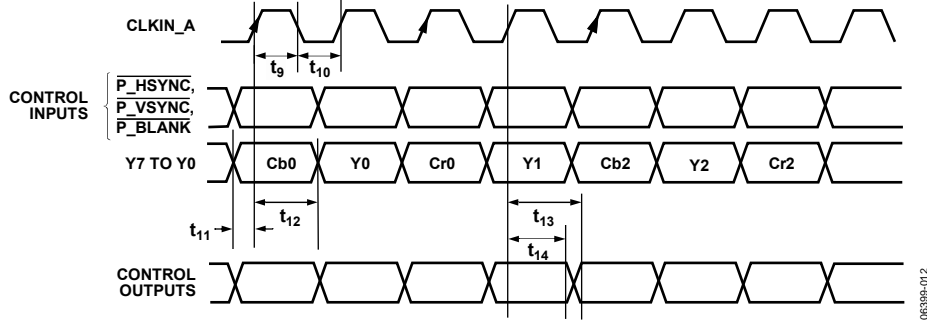 CLKIN_A
t9
t10
CONTROL INPUTS
P_HSYNC,
P_VSYNC,
P_BLANK
Y7 TO Y0
Cb0
Y0
Cr0
Y1
Cb2
Y2
Cr2
t12
t13
t11
t14
CONTROL OUTPUTS
06399-012